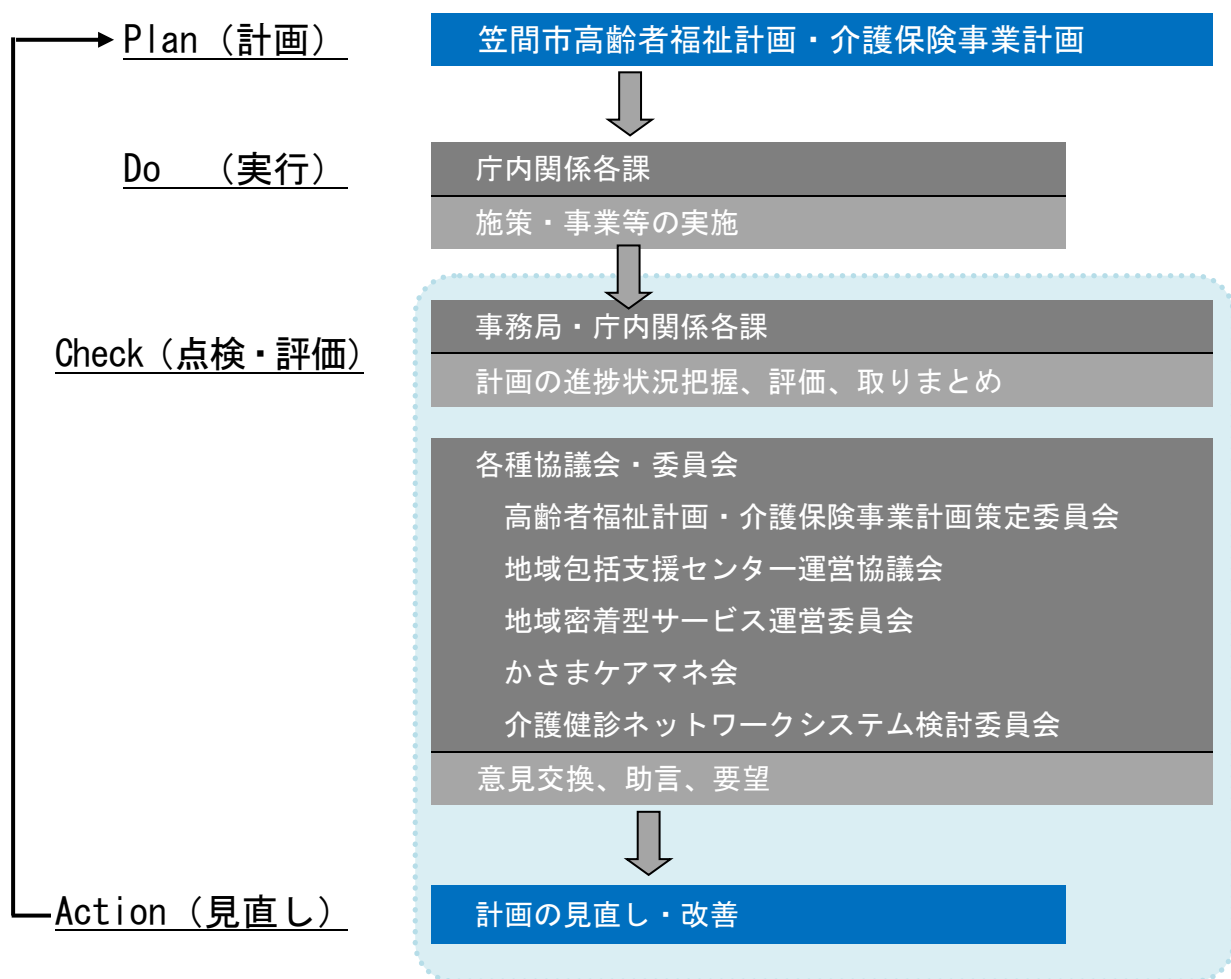 Plan（計画）
笠間市高齢者福祉計画・介護保険事業計画
Do　（実行）
庁内関係各課
施策・事業等の実施
Check（点検・評価）
事務局・庁内関係各課
計画の進捗状況把握、評価、取りまとめ
各種協議会・委員会
高齢者福祉計画・介護保険事業計画策定委員会
地域包括支援センター運営協議会
地域密着型サービス運営委員会
かさまケアマネ会
介護健診ネットワークシステム検討委員会
意見交換、助言、要望
Action（見直し）
計画の見直し・改善